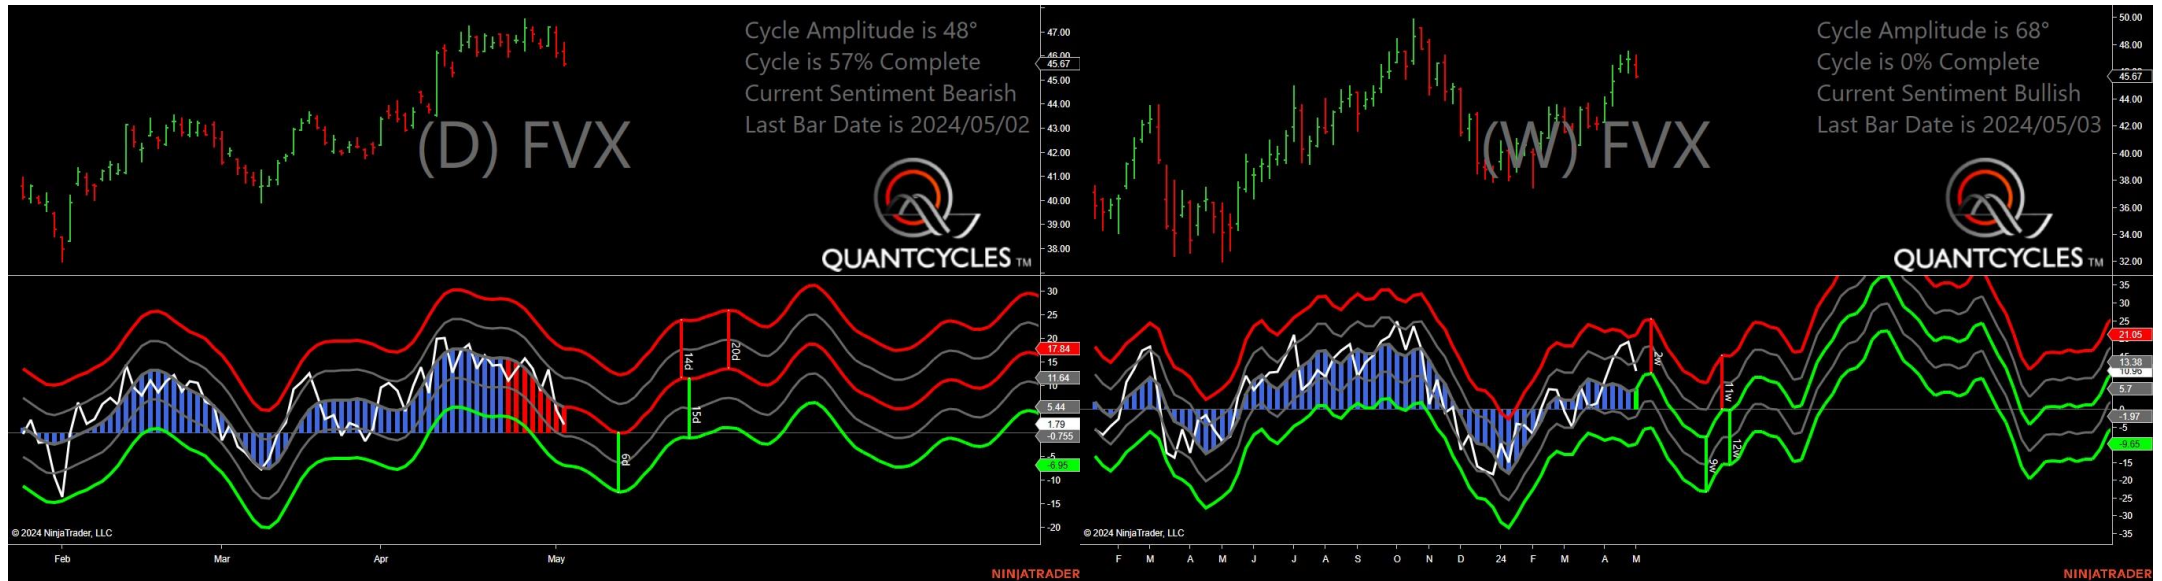 Cycle Amplitude is 48°
Cycle is 57% Complete
Current Sentiment Bearish
Last Bar Date is 2024/05/02
(D) FVX
QUANTCYCLES TM
47.00
46.00
45.67
45.00
44.00
43.00
42.00
41.00
40.00
39.00
38.00
30
25
20
17.84
15
11.64
10
5.44
1.79
-0.755
-5
-6.95
-10
-15
-20
14d
20d
15d
6d
© 2024 NinjaTrader, LLC
Feb Mar Apr May
NINJATRADER
Cycle Amplitude is 68°
Cycle is 0% Complete
Current Sentiment Bullish
Last Bar Date is 2024/05/03
(W) FVX
QUANTCYCLES TM
50.00
48.00
45.67
44.00
42.00
40.00
38.00
36.00
34.00
32.00
35
30
25
21.05
13.38
10.96
5.7
-1.97
-5
-9.65
-15
-20
-25
-30
-35
2w
11w
9w
12w
© 2024 NinjaTrader, LLC
F M A M J J A S O N D 24 F M A M
NINJATRADER